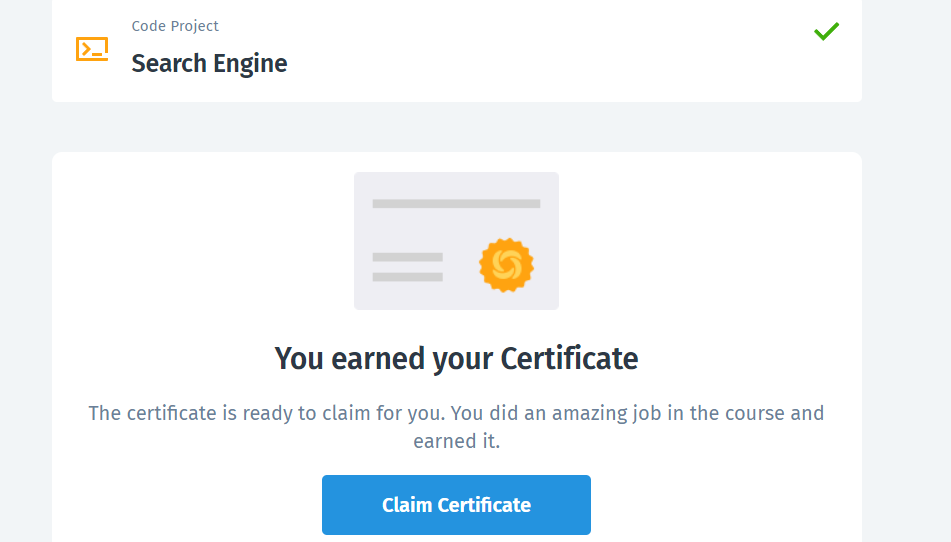 Code Project
Search Engine
You earned your Certificate
The certificate is ready to claim for you. You did an amazing job in the course and
earned it.
Claim Certificate